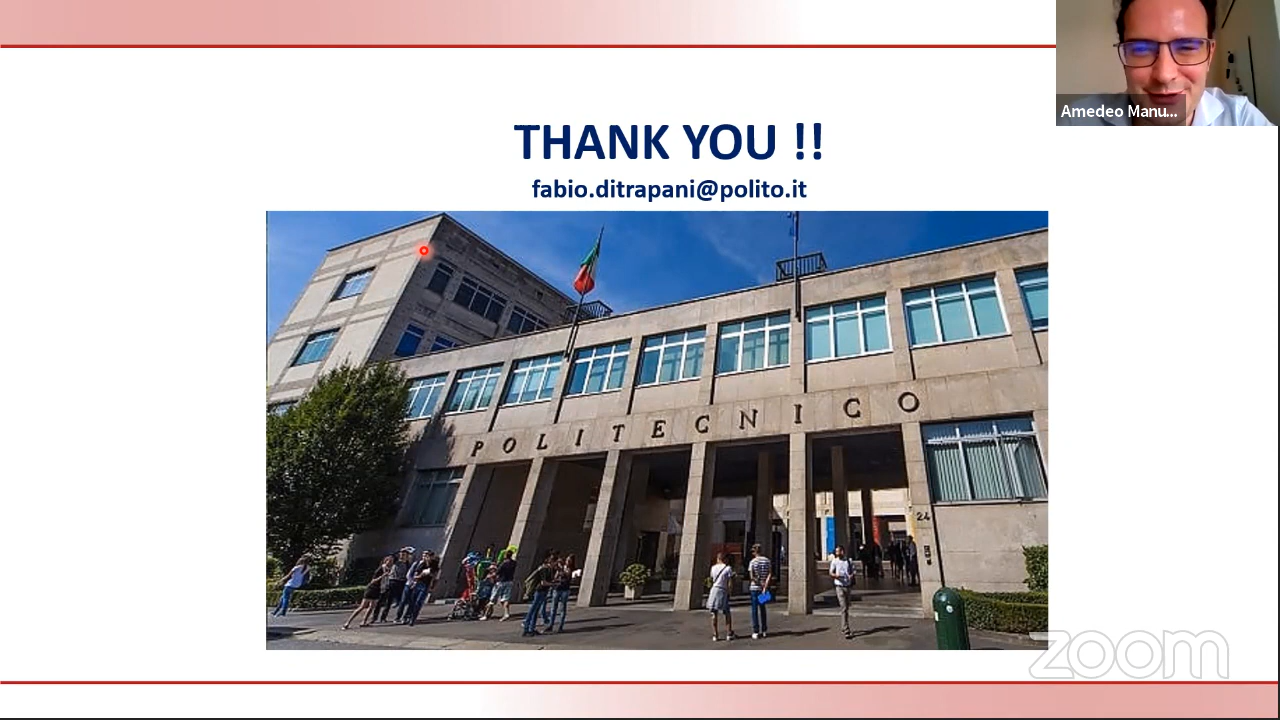 THANK YOU !!
fabio.ditrapani@polito.it
Amedeo Manu...
POLITECNICO
24
zoom